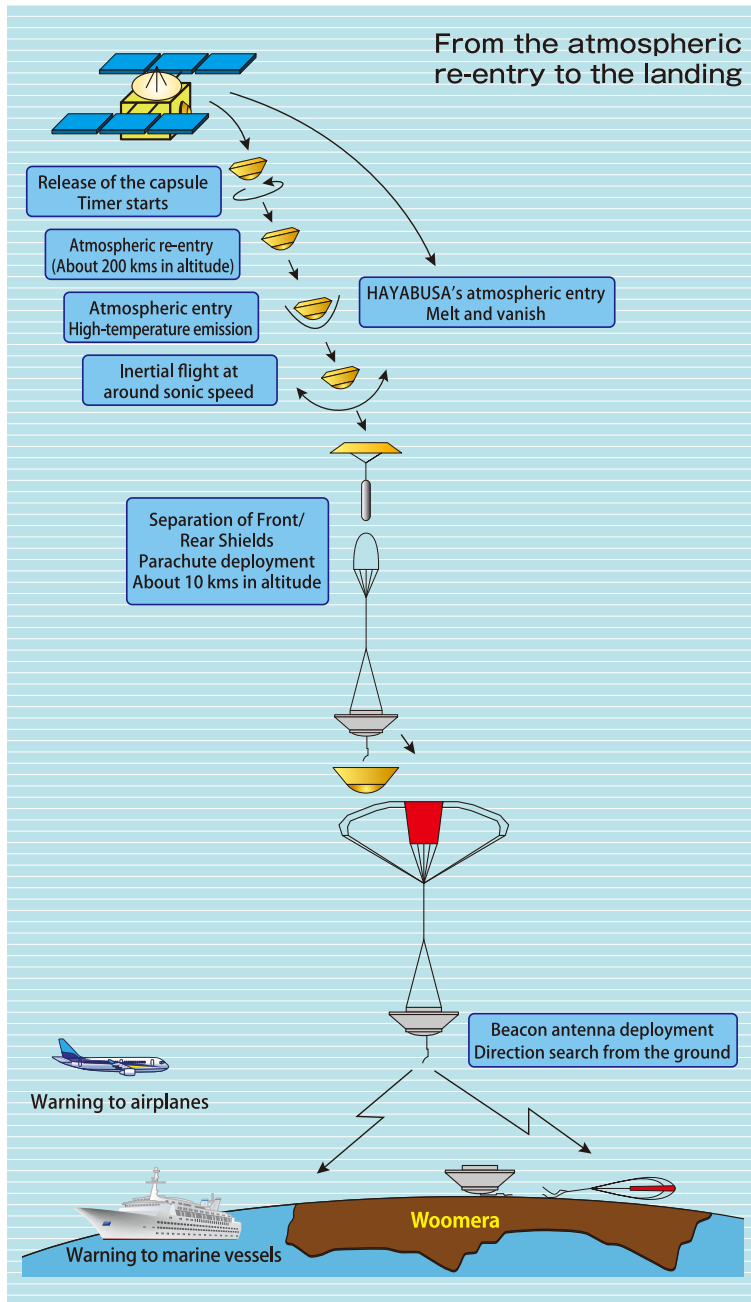 From the atmospheric
re-entry to the landing
Release of the capsule
Timer starts
Atmospheric re-entry
(About 200 kms in altitude)
Atmospheric entry
High-temperature emission
HAYABUSA's atmospheric entry
Melt and vanish
Inertial flight at
around sonic speed
Separation of Front/
Rear Shields
Parachute deployment
About 10 kms in altitude
Beacon antenna deployment
Direction search from the ground
Warning to airplanes
Woomera
Warning to marine vessels